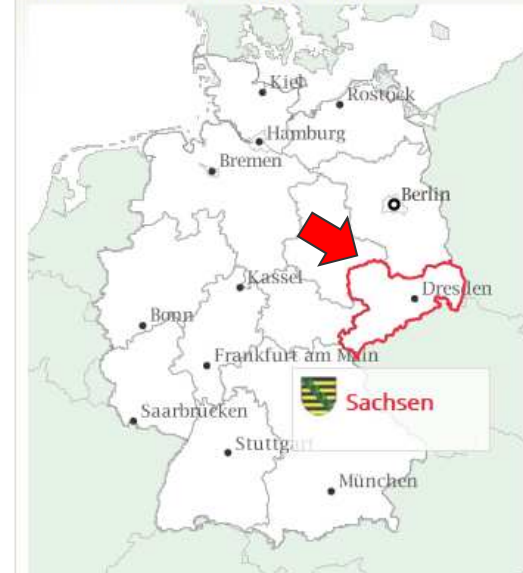 Kiel
Rostock
Hamburg
Bremen
Berlin
Kassel
Dresden
Bonn
Frankfurt am Main
Sachsen
Saarbrücken
Stuttgart
München